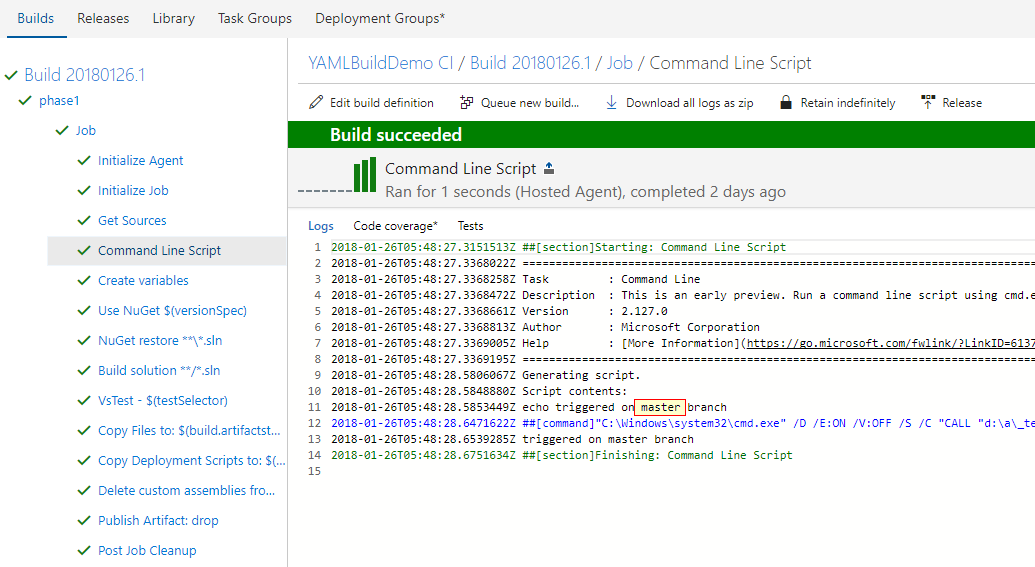 Builds Releases Library Task Groups Deployment Groups*
Build 20180126.1
phase1
Job
Initialize Agent
Initialize Job
Get Sources
Command Line Script
Create variables
Use NuGet $(versionSpec)
NuGet restore **\*.sln
Build solution **/*.sln
VsTest - $(testSelector)
Copy Files to: $(build.artifactst...
Copy Deployment Scripts to: $(...
Delete custom assemblies fro...
Publish Artifact: drop
Post Job Cleanup
YAMLBuildDemo CI / Build 20180126.1 / Job / Command Line Script
Edit build definition Queue new build... Download all logs as zip Retain indefinitely Release
Build succeeded
Command Line Script
Ran for 1 seconds (Hosted Agent), completed 2 days ago
Logs Code coverage* Tests
1 2018-01-26T05:48:27.3151513Z ##[section]Starting: Command Line Script
2 2018-01-26T05:48:27.3368022Z ==============================================================================
3 2018-01-26T05:48:27.3368258Z Task : Command Line
4 2018-01-26T05:48:27.3368472Z Description : This is an early preview. Run a command line script using cmd.e
5 2018-01-26T05:48:27.3368661Z Version : 2.127.0
6 2018-01-26T05:48:27.3368813Z Author : Microsoft Corporation
7 2018-01-26T05:48:27.3369005Z Help : [More Information](https://go.microsoft.com/fwlink/?LinkID=6137
8 2018-01-26T05:48:27.3369195Z ==============================================================================
9 2018-01-26T05:48:28.5806067Z Generating script.
10 2018-01-26T05:48:28.5848880Z Script contents:
11 2018-01-26T05:48:28.5853449Z echo triggered on master branch
12 2018-01-26T05:48:28.6471622Z ##[command]"C:\Windows\system32\cmd.exe" /D /E:ON /V:OFF /S /C "CALL "d:\a\_te
13 2018-01-26T05:48:28.6539285Z triggered on master branch
14 2018-01-26T05:48:28.6751634Z ##[section]Finishing: Command Line Script
15